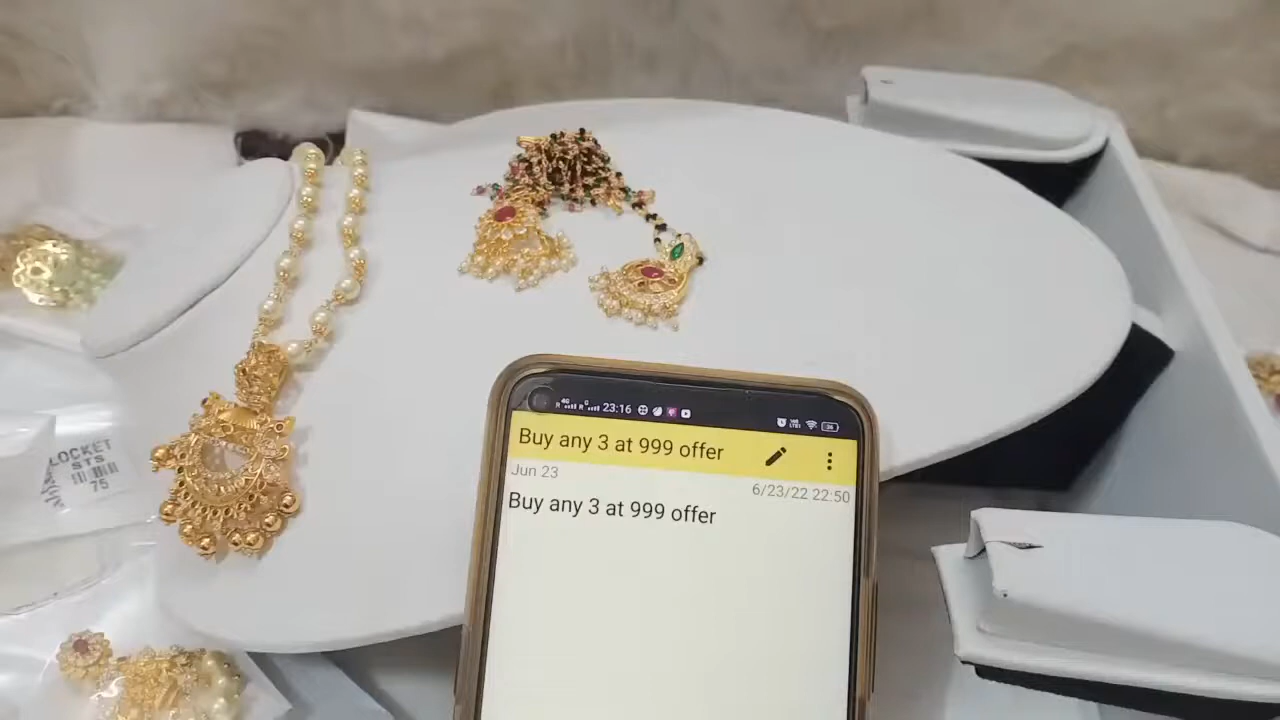 23:16
Buy any 3 at 999 offer
Jun 23
6/23/22 22:50
Buy any 3 at 999 offer
LOCKET
STS
75